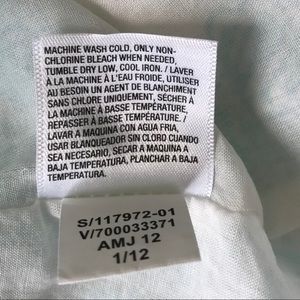 MACHINE WASH COLD, ONLY NON-
CHLORINE BLEACH WHEN NEEDED,
TUMBLE DRY LOW, COOL IRON. / LAVER
À LA MACHINE À L'EAU FROIDE, UTILISER
AU BESOIN UN AGENT DE BLANCHIMENT
SANS CHLORE UNIQUEMENT, SÉCHER À
LA MACHINE À BASSE TEMPÉRATURE,
REPASSER À BASSE TEMPÉRATURE. /
LAVAR A MAQUINA CON AGUA FRIA,
USAR BLANQUEADOR SIN CLORO CUANDO
SEA NECESARIO, SECAR A MAQUINA A
BAJA TEMPERATURA, PLANCHAR A BAJA
TEMPERATURA.
S/117972-01
V/700033371
AMJ 12
1/12